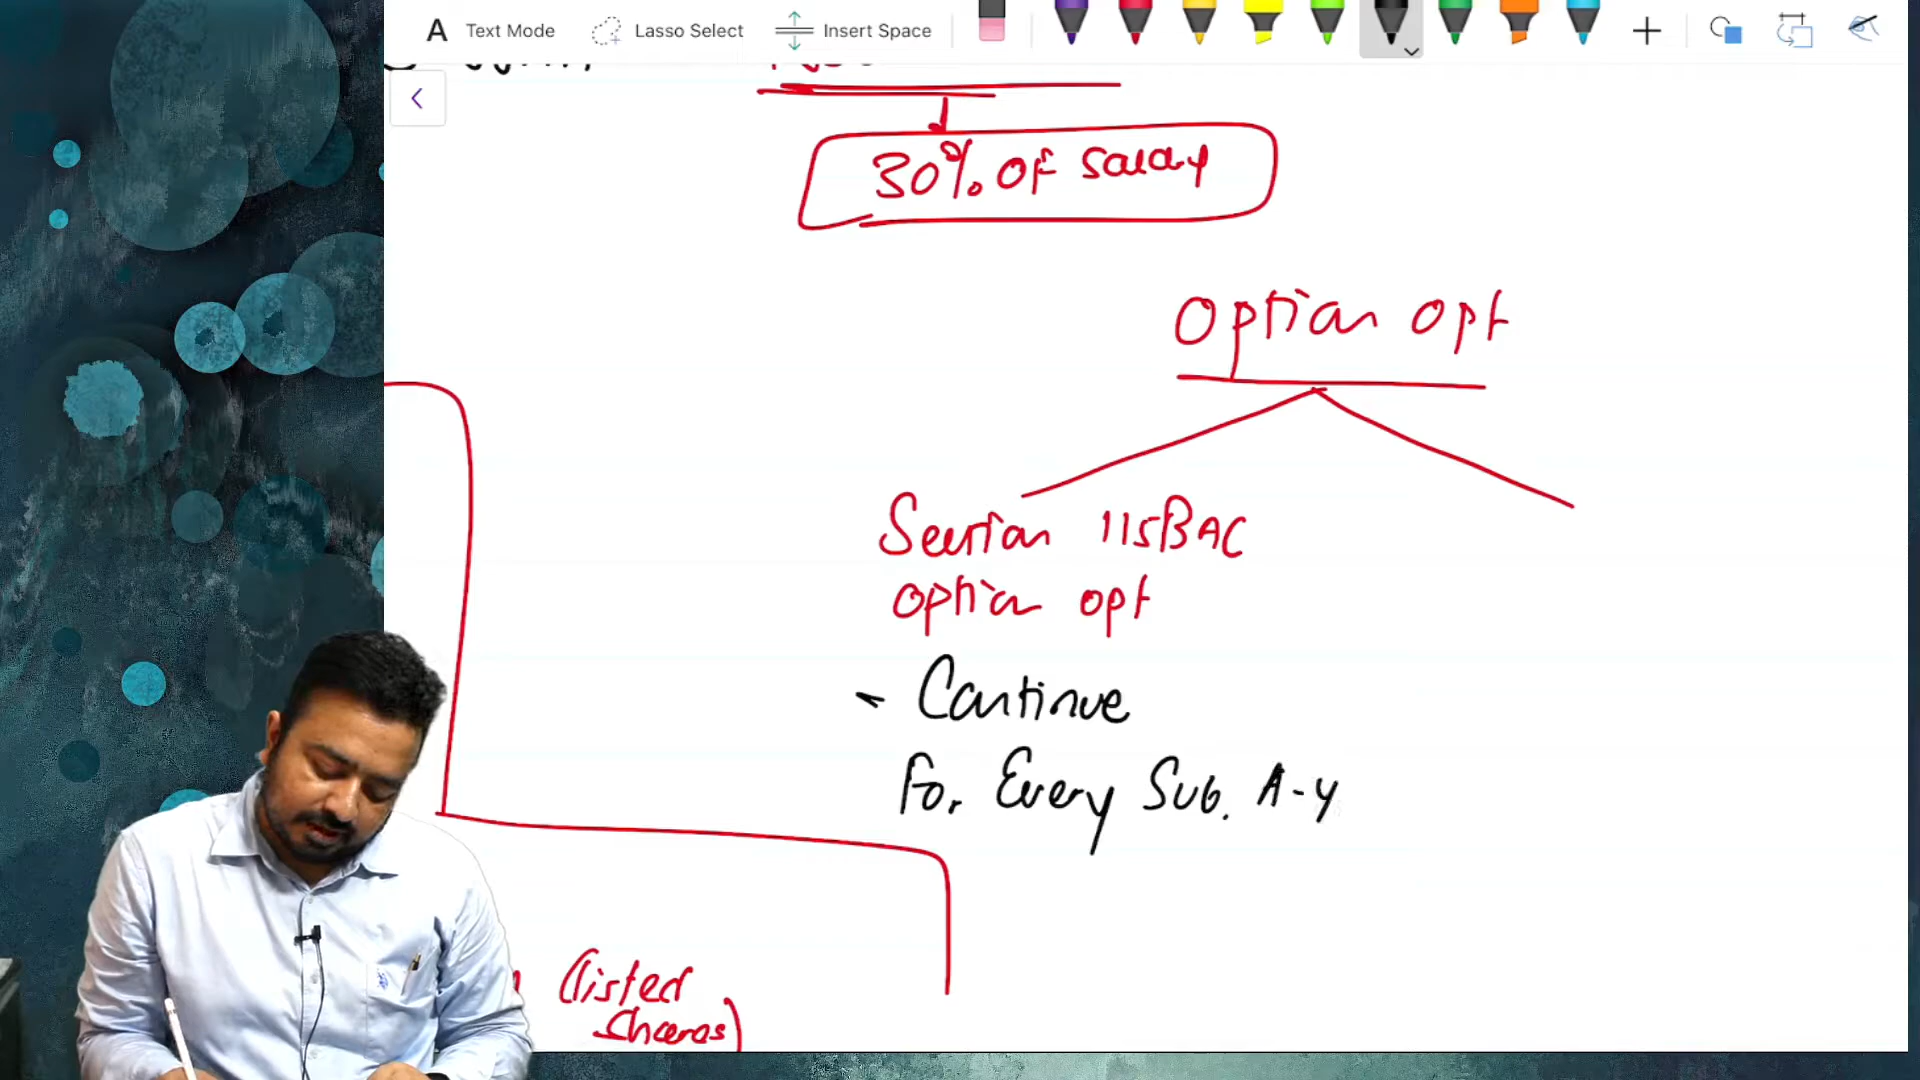 A Text Mode Lasso Select Insert Space
30% of salary
Option opt
Section 115BAC
option opt
- Continue
For Every Sub. A-y
(listed
shares)